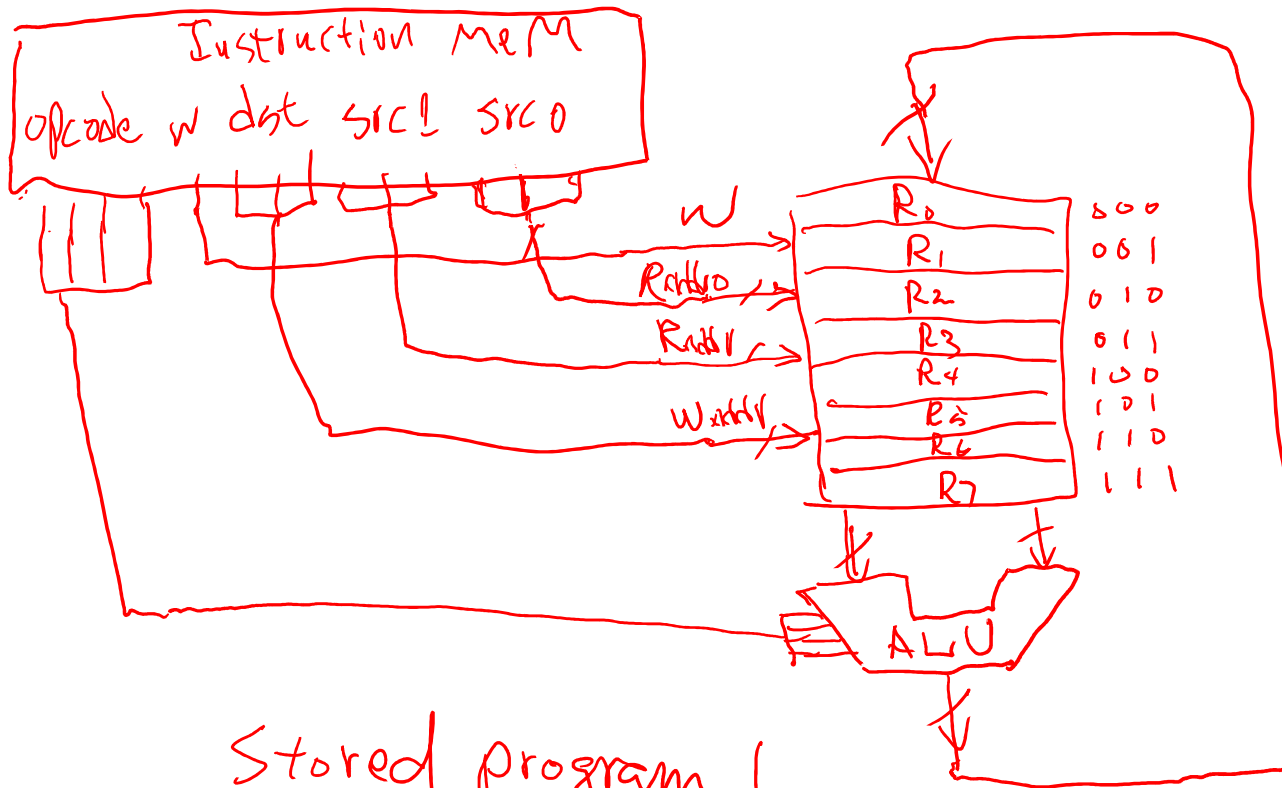 Instruction MeM
opcode w dst src1 src0
W
Raddr0
Raddr1
Waddr
R0 000
R1 001
R2 010
R3 011
R4 100
R5 101
R6 110
R7 111
ALU
Stored program !